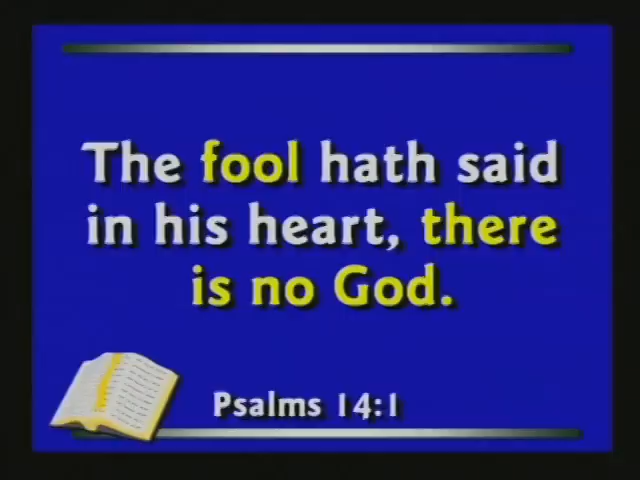 The fool hath said
in his heart, there
is no God.
Psalms 14:1